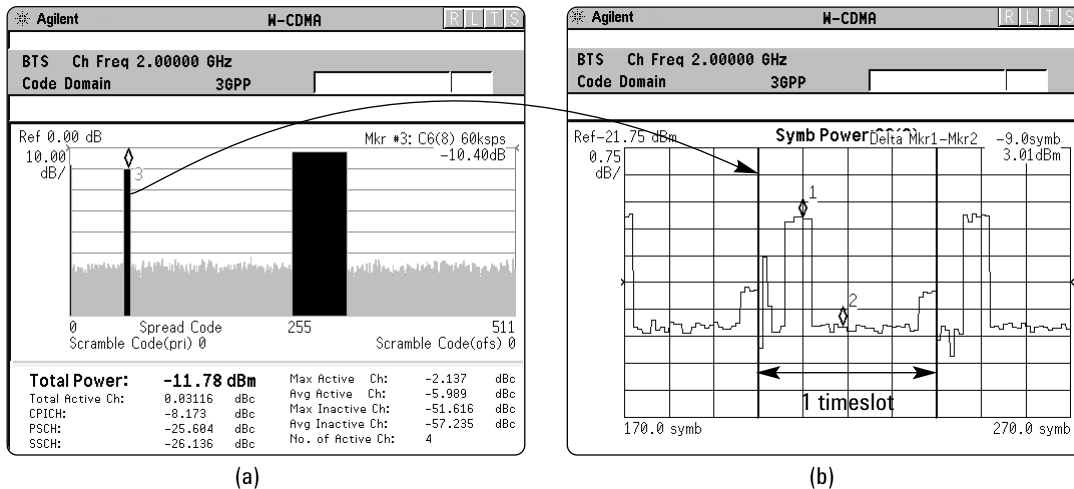 Agilent W-CDMA R L T S
BTS Ch Freq 2.00000 GHz
Code Domain 3GPP
Ref 0.00 dB Mkr #3: C6(8) 60ksps
10.00 -10.40dB
dB/
3
0 Spread Code 255 511
Scramble Code(pri) 0 Scramble Code(ofs) 0
Total Power: -11.78 dBm
Total Active Ch: 0.03116 dBc
CPICH: -8.173 dBc
PSCH: -25.604 dBc
SSCH: -26.136 dBc
Max Active Ch: -2.137 dBc
Avg Active Ch: -5.989 dBc
Max Inactive Ch: -51.616 dBc
Avg Inactive Ch: -57.235 dBc
No. of Active Ch: 4
(a)
Agilent W-CDMA R L T S
BTS Ch Freq 2.00000 GHz
Code Domain 3GPP
Ref-21.75 dBm Symb Power Delta Mkr1-Mkr2 -9.0symb
0.75 3.01dBm
dB/
1
2
1 timeslot
170.0 symb 270.0 symb
(b)